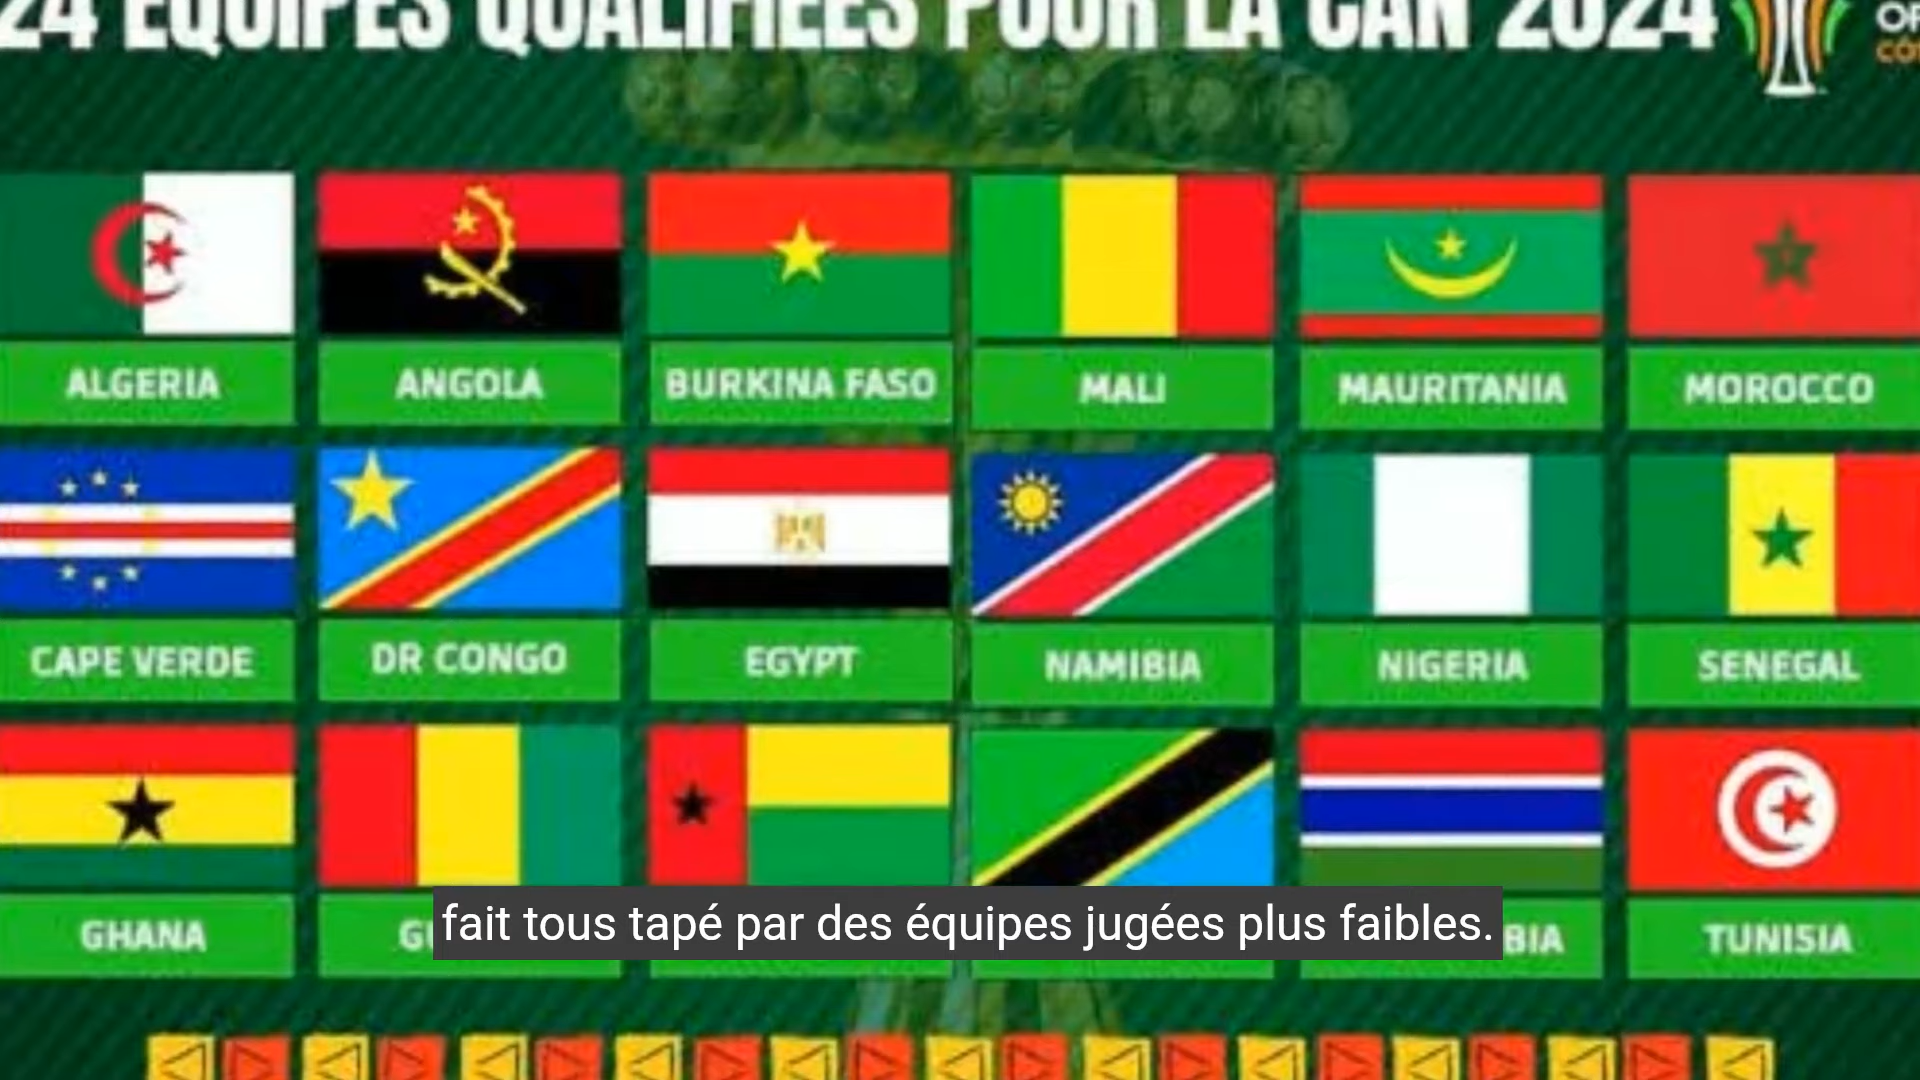 24 EQUIPES QUALIFIÉES POUR LA CAN 2024
ALGERIA ANGOLA BURKINA FASO MALI MAURITANIA MOROCCO
CAPE VERDE DR CONGO EGYPT NAMIBIA NIGERIA SENEGAL
GHANA TUNISIA
fait tous tapé par des équipes jugées plus faibles.